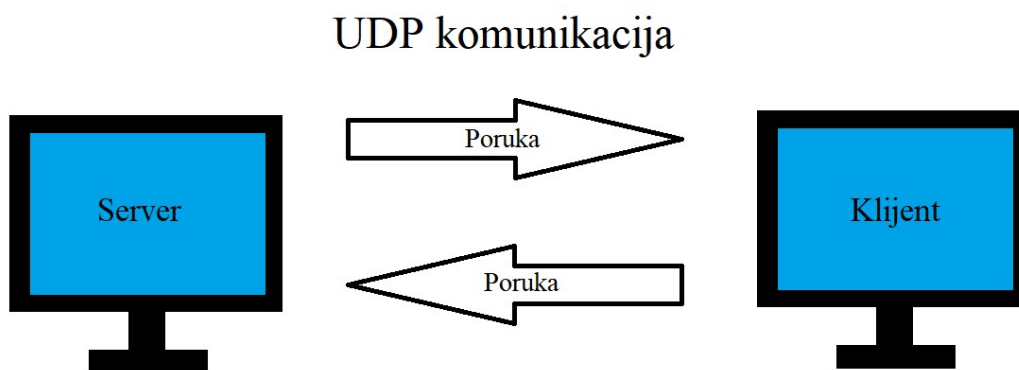 UDP komunikacija
Poruka
Server
Klijent
Poruka